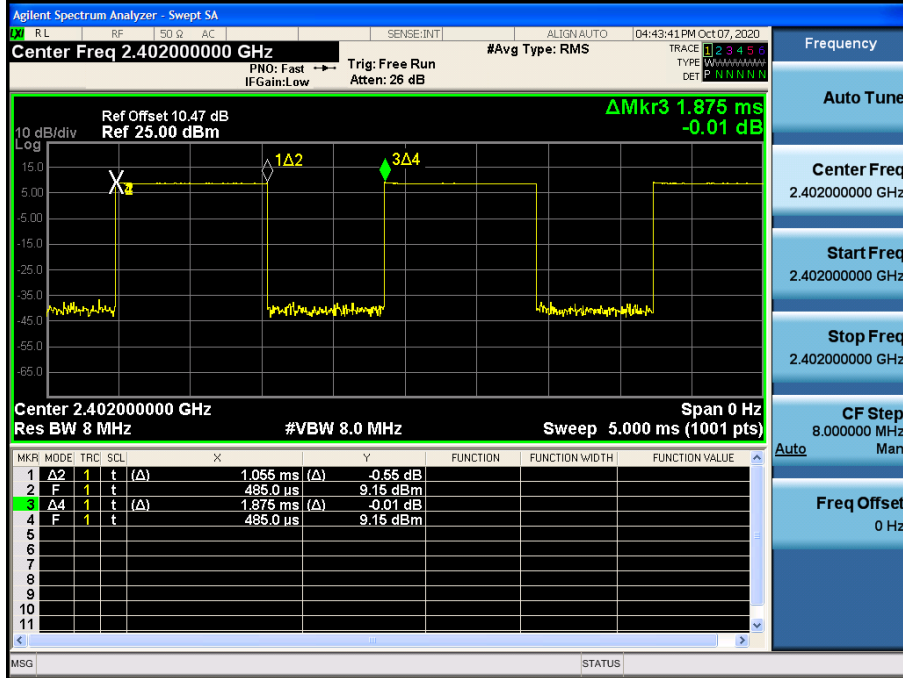 Agilent Spectrum Analyzer - Swept SA
LXI RL RF 50 Ω AC SENSE:INT ALIGN AUTO 04:43:41 PM Oct 07, 2020
Center Freq 2.402000000 GHz
#Avg Type: RMS
TRACE 1 2 3 4 5 6
PNO: Fast Trig: Free Run
TYPE W
IFGain:Low Atten: 26 dB
DET P N N N N N
ΔMkr3 1.875 ms
-0.01 dB
Ref Offset 10.47 dB
10 dB/div Ref 25.00 dBm
Log
15.0
5.00
-5.00
-15.0
-25.0
-35.0
-45.0
-55.0
-65.0
1Δ2
3Δ4
Center 2.402000000 GHz Span 0 Hz
Res BW 8 MHz #VBW 8.0 MHz Sweep 5.000 ms (1001 pts)
MKR MODE TRC SCL X Y FUNCTION FUNCTION WIDTH FUNCTION VALUE
1 Δ2 1 t (Δ) 1.055 ms (Δ) -0.55 dB
2 F 1 t 485.0 µs 9.15 dBm
3 Δ4 1 t (Δ) 1.875 ms (Δ) -0.01 dB
4 F 1 t 485.0 µs 9.15 dBm
5
6
7
8
9
10
11
MSG STATUS
Frequency
Auto Tune
Center Freq
2.402000000 GHz
Start Freq
2.402000000 GHz
Stop Freq
2.402000000 GHz
CF Step
8.000000 MHz
Auto Man
Freq Offset
0 Hz